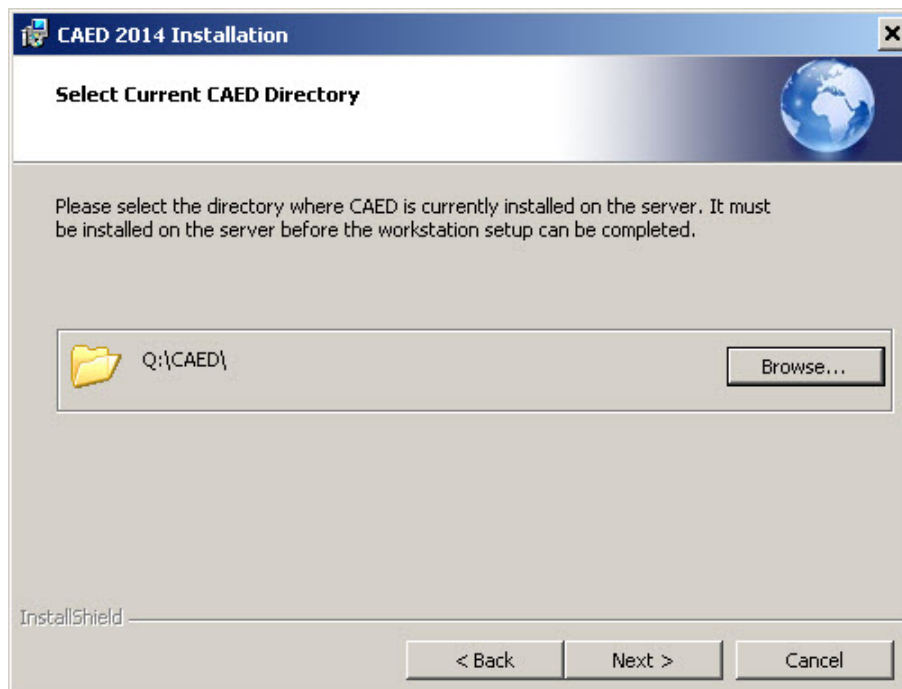 CAED 2014 Installation
Select Current CAED Directory
Please select the directory where CAED is currently installed on the server. It must
be installed on the server before the workstation setup can be completed.
Q:\CAED\
Browse...
InstallShield
< Back
Next >
Cancel